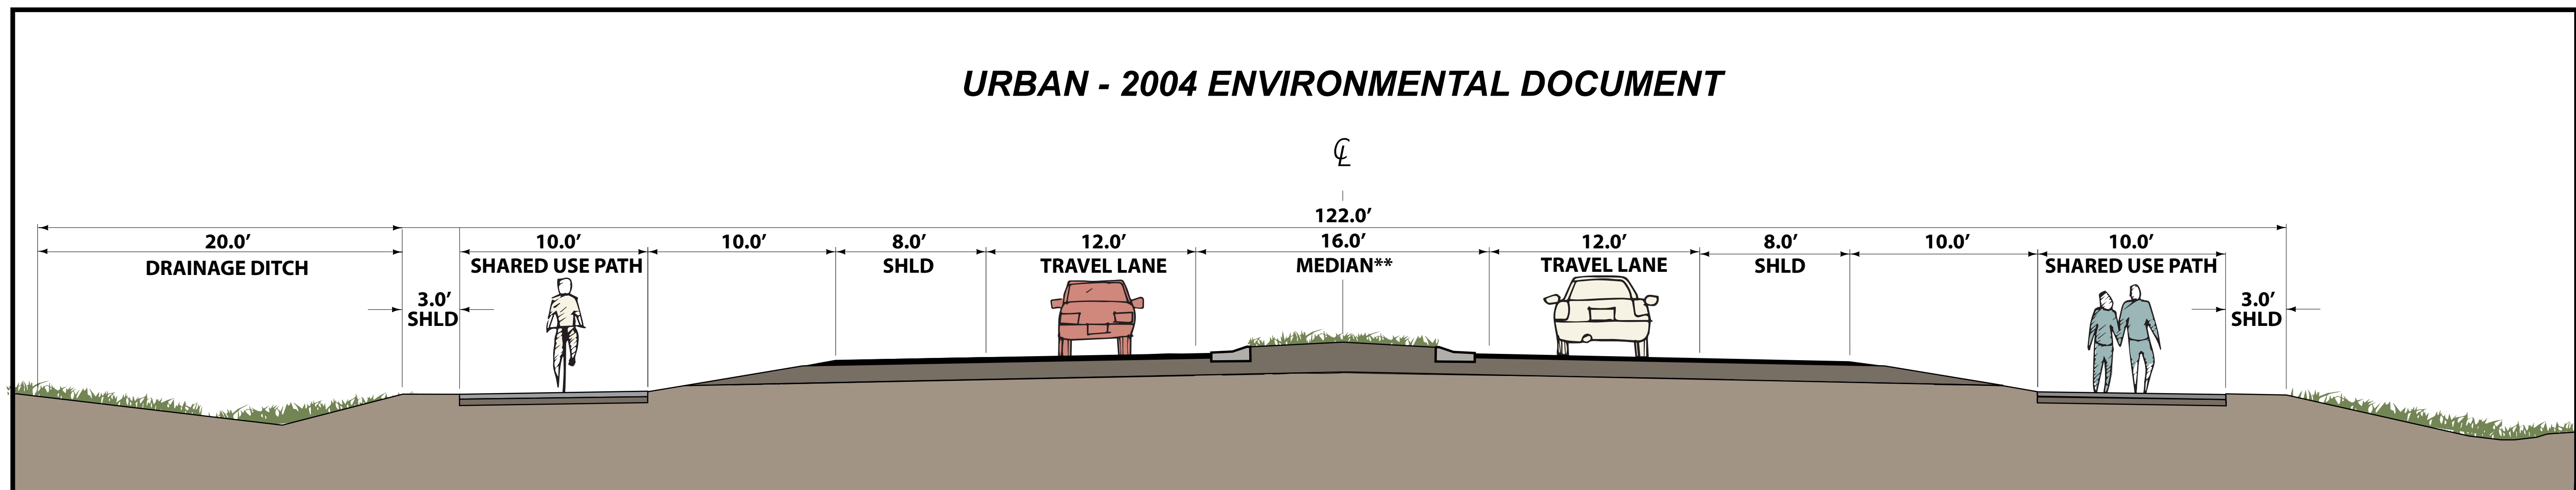 URBAN - 2004 ENVIRONMENTAL DOCUMENT
℄
122.0’
20.0’ 10.0’ 10.0’ 8.0’ 12.0’ 16.0’ 12.0’ 8.0’ 10.0’ 10.0’
DRAINAGE DITCH SHARED USE PATH SHLD TRAVEL LANE MEDIAN** TRAVEL LANE SHLD SHARED USE PATH
3.0’ 3.0’
SHLD SHLD